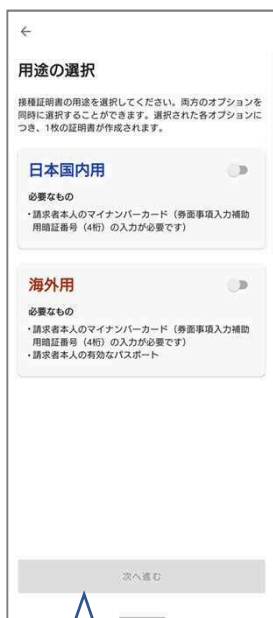 用途の選択
接種証明書の用途を選択してください。両方のオプションを
同時に選択することができます。選択された各オプションに
つき、1枚の証明書が作成されます。
日本国内用
必要なもの
・請求者本人のマイナンバーカード（券面事項入力補助
用暗証番号（4桁）の入力が必要です）
海外用
必要なもの
・請求者本人のマイナンバーカード（券面事項入力補助
用暗証番号（4桁）の入力が必要です）
・請求者本人の有効なパスポート
次へ進む